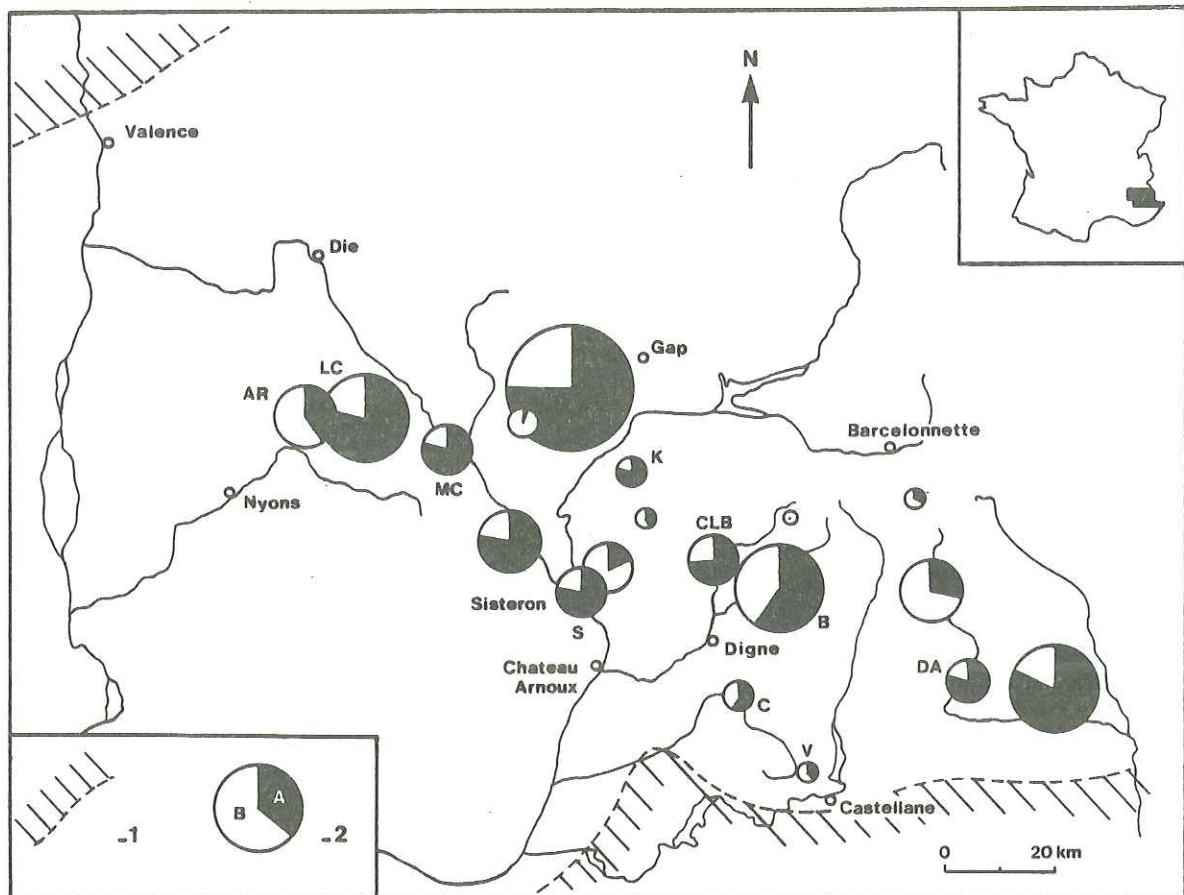 N
Valence
Die
Gap
LC
AR
Barcelonnette
K
MC
Nyons
CLB
Sisteron
B
S
Digne
DA
Chateau
Arnoux
C
V
Castellane
A
B
-1
-2
0 20 km